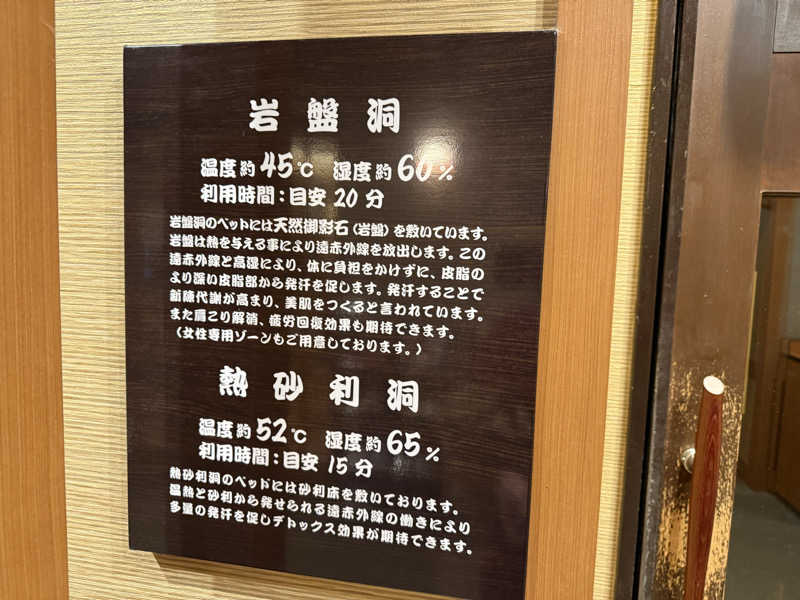 岩盤洞
温度約45℃ 湿度約60%
利用時間：目安20分
岩盤洞のベットには天然御影石（岩盤）を敷いています。
岩盤は熱を与える事により遠赤外線を放出します。この
遠赤外線と高湿により、体に負担をかけずに、皮脂の
より深い皮脂部から発汗を促します。発汗することで
新陳代謝が高まり、美肌をつくると言われています。
また肩こり解消、疲労回復効果も期待できます。
（女性専用ゾーンもご用意しております。）
熱砂利洞
温度約52℃ 湿度約65%
利用時間：目安15分
熱砂利洞のベッドには砂利床を敷いております。
温熱と砂利から発せられる遠赤外線の働きにより
多量の発汗を促しデトックス効果が期待できます。